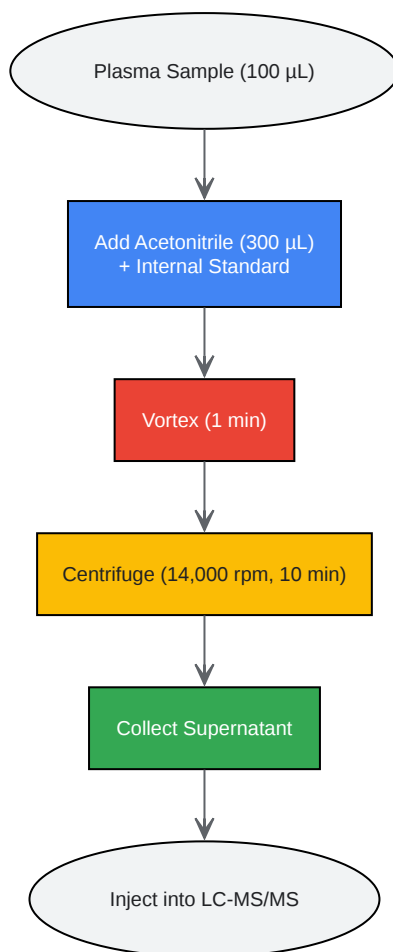 Plasma Sample (100 µL)
Add Acetonitrile (300 µL)
+ Internal Standard
Vortex (1 min)
Centrifuge (14,000 rpm, 10 min)
Collect Supernatant
Inject into LC-MS/MS